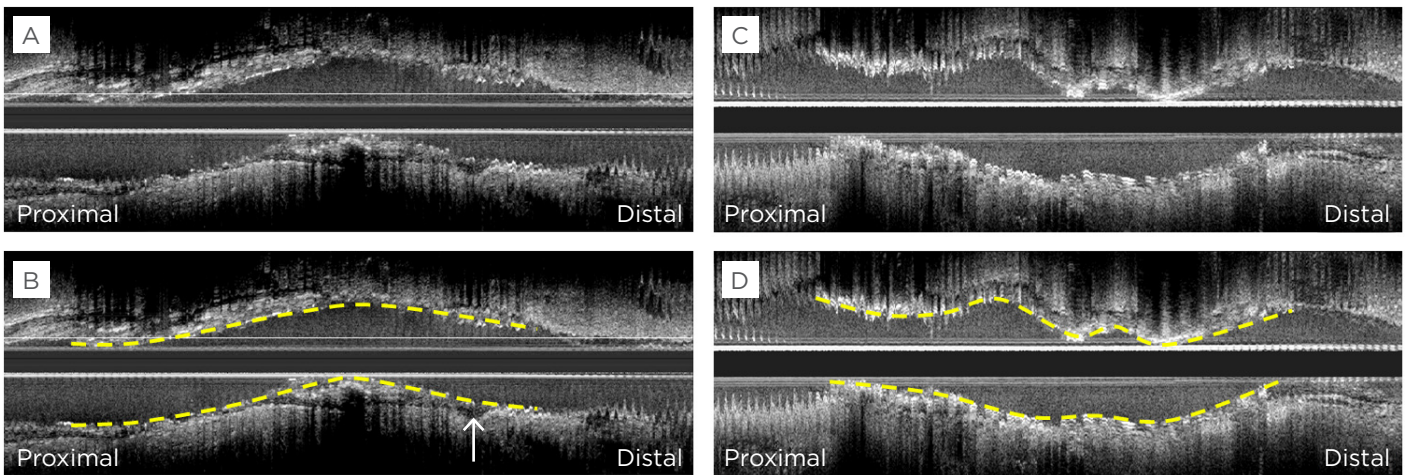 A
Proximal
Distal
C
Proximal
Distal
B
Proximal
Distal
D
Proximal
Distal